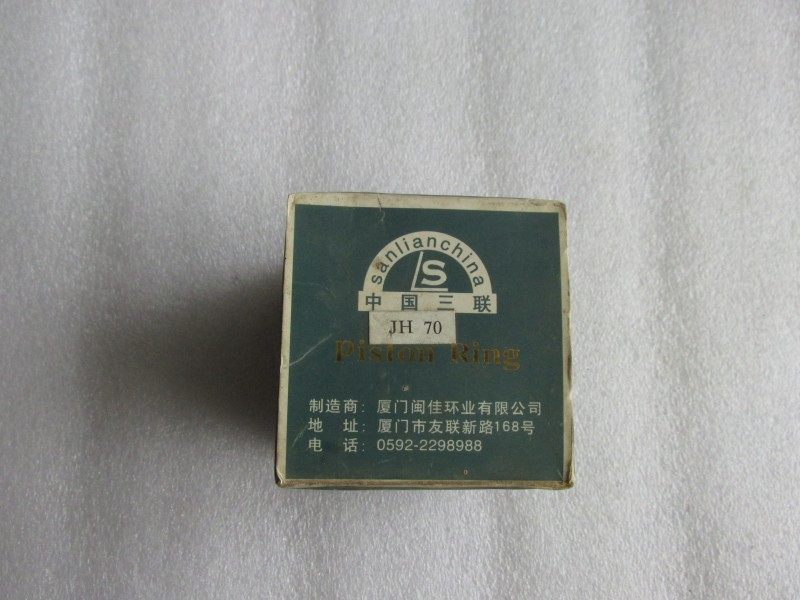 sanlianchina
LS
中国三联
JH 70
Piston Ring
制造商: 厦门闽佳环业有限公司
地 址: 厦门市友联新路168号
电 话: 0592-2298988